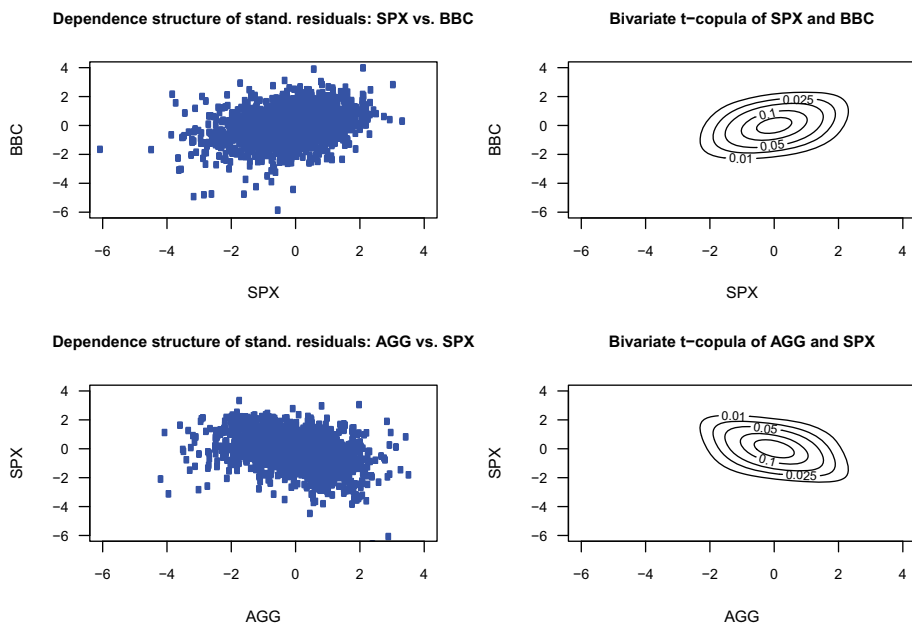 Dependence structure of stand. residuals: SPX vs. BBC
4
2
0
−2
−4
−6
BBC
−6 −4 −2 0 2 4
SPX
Bivariate t−copula of SPX and BBC
4
2
0
−2
−4
−6
BBC
0.025
0.1
0.05
0.01
−6 −4 −2 0 2 4
SPX
Dependence structure of stand. residuals: AGG vs. SPX
4
2
0
−2
−4
−6
SPX
−6 −4 −2 0 2 4
AGG
Bivariate t−copula of AGG and SPX
4
2
0
−2
−4
−6
SPX
0.01
0.05
0.1
0.025
−6 −4 −2 0 2 4
AGG